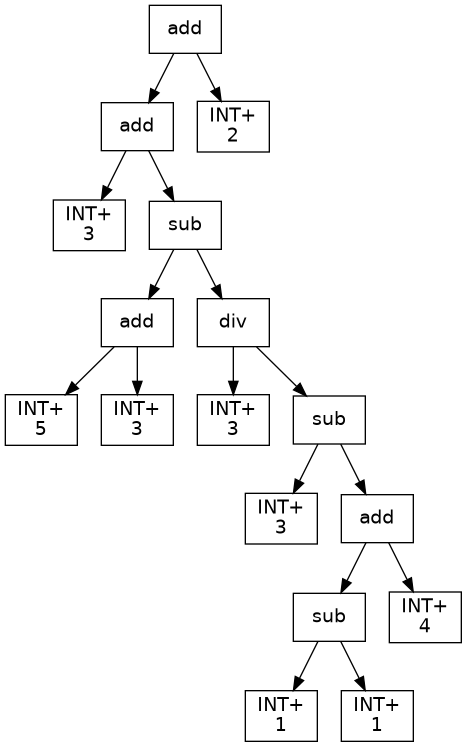 add
add
INT+
2
INT+
3
sub
add
div
INT+
5
INT+
3
INT+
3
sub
INT+
3
add
sub
INT+
4
INT+
1
INT+
1